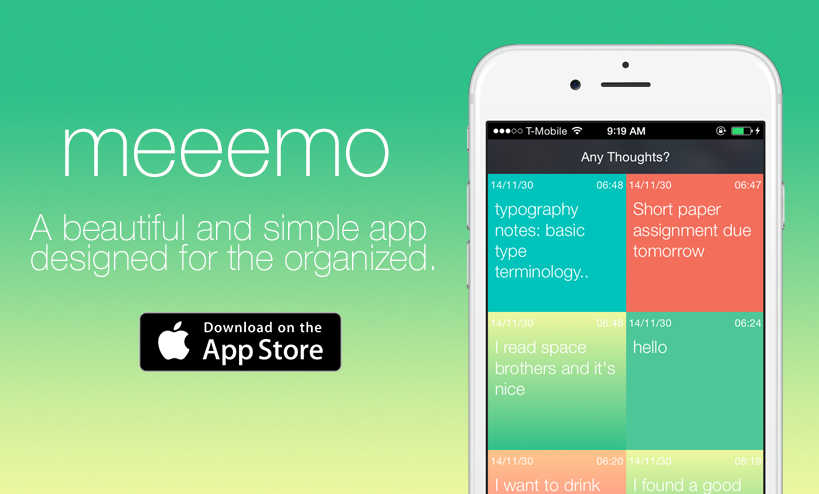 meeemo
A beautiful and simple app
designed for the organized.
Download on the
App Store
T-Mobile 9:19 AM
Any Thoughts?
14/11/30 06:48
typography
notes: basic
type
terminology..
14/11/30 06:47
Short paper
assignment due
tomorrow
14/11/30 06:46
I read space
brothers and it's
nice
14/11/30 06:24
hello
14/11/30 06:20
I want to drink
14/11/30 06:19
I found a good